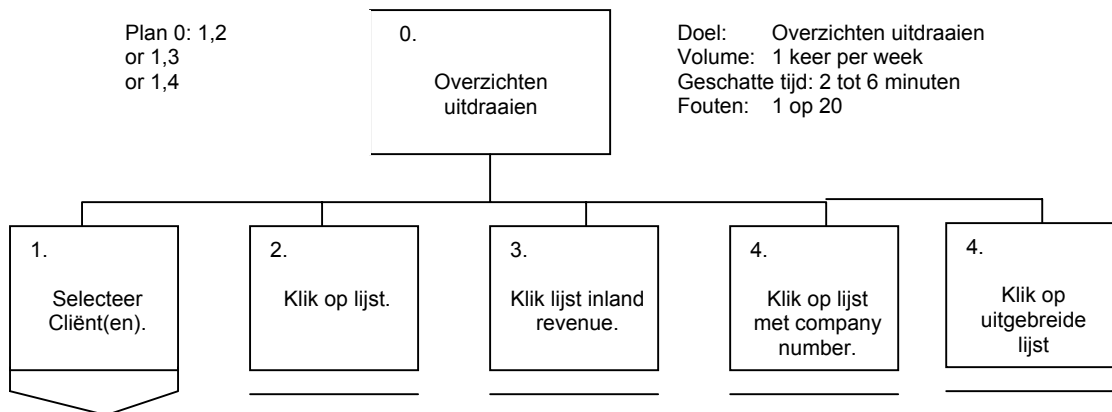 Plan 0: 1,2
or 1,3
or 1,4
0.
Overzichten
uitdraaien
Doel: Overzichten uitdraaien
Volume: 1 keer per week
Geschatte tijd: 2 tot 6 minuten
Fouten: 1 op 20
1.
Selecteer
Cliënt(en).
2.
Klik op lijst.
3.
Klik lijst inland
revenue.
4.
Klik op lijst
met company
number.
4.
Klik op
uitgebreide
lijst